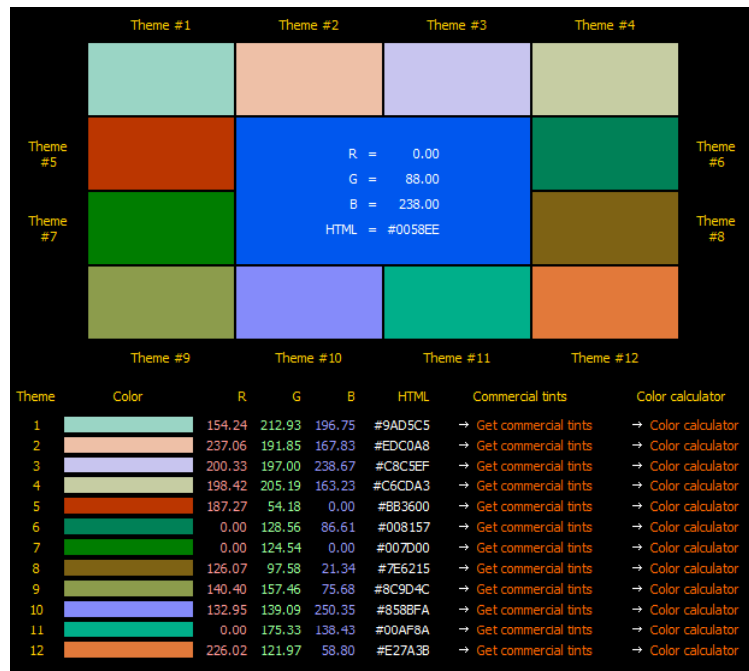 Theme #1 Theme #2 Theme #3 Theme #4
Theme #5
R = 0.00
G = 88.00
B = 238.00
HTML = #0058EE
Theme #6
Theme #7
Theme #8
Theme #9 Theme #10 Theme #11 Theme #12
Theme Color R G B HTML Commercial tints Color calculator
1 154.24 212.93 196.75 #9AD5C5 → Get commercial tints → Color calculator
2 237.06 191.85 167.83 #EDC0A8 → Get commercial tints → Color calculator
3 200.33 197.00 238.67 #C8C5EF → Get commercial tints → Color calculator
4 198.42 205.19 163.23 #C6CDA3 → Get commercial tints → Color calculator
5 187.27 54.18 0.00 #BB3600 → Get commercial tints → Color calculator
6 0.00 128.56 86.61 #008157 → Get commercial tints → Color calculator
7 0.00 124.54 0.00 #007D00 → Get commercial tints → Color calculator
8 126.07 97.58 21.34 #7E6215 → Get commercial tints → Color calculator
9 140.40 157.46 75.68 #8C9D4C → Get commercial tints → Color calculator
10 132.95 139.09 250.35 #858BFA → Get commercial tints → Color calculator
11 0.00 175.33 138.43 #00AF8A → Get commercial tints → Color calculator
12 226.02 121.97 58.80 #E27A3B → Get commercial tints → Color calculator